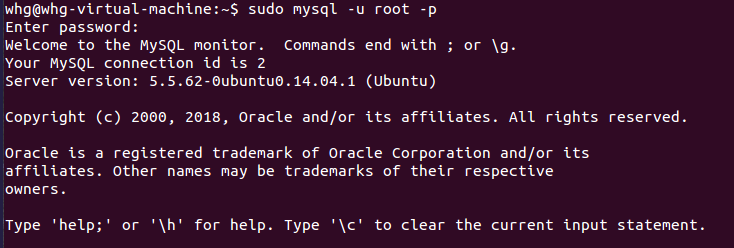 whg@whg-virtual-machine:~$ sudo mysql -u root -p
Enter password:
Welcome to the MySQL monitor.  Commands end with ; or \g.
Your MySQL connection id is 2
Server version: 5.5.62-0ubuntu0.14.04.1 (Ubuntu)
Copyright (c) 2000, 2018, Oracle and/or its affiliates. All rights reserved.
Oracle is a registered trademark of Oracle Corporation and/or its
affiliates. Other names may be trademarks of their respective
owners.
Type 'help;' or '\h' for help. Type '\c' to clear the current input statement.